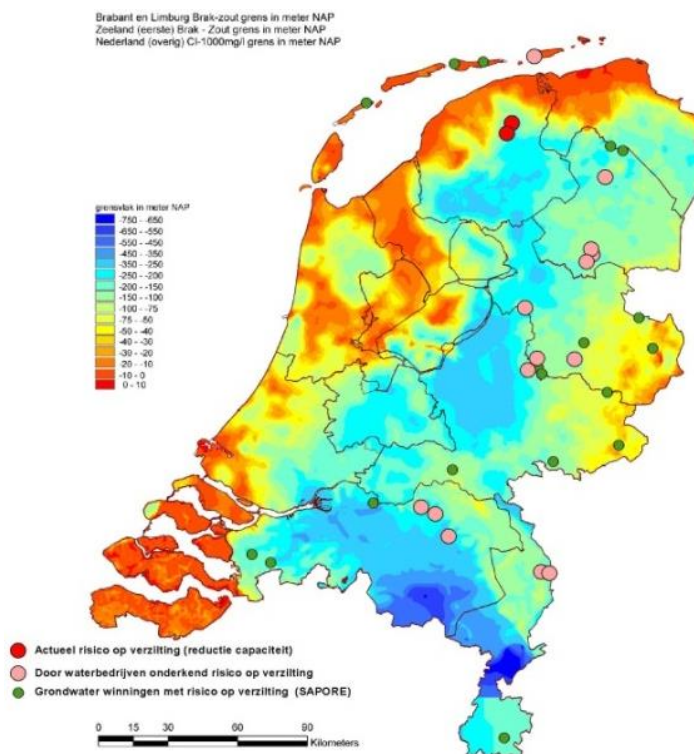 Brabant en Limburg Brak-zout grens in meter NAP
Zeeland (eerste) Brak - Zout grens in meter NAP
Nederland (overig) Cl-1000mg/l grens in meter NAP
grensvlak in meter NAP
-750 - -650
-650 - -550
-550 - -450
-450 - -350
-350 - -250
-250 - -200
-200 - -150
-150 - -100
-100 - -75
-75 - -50
-50 - -40
-40 - -30
-30 - -20
-20 - -10
-10 - 0
0 - 10
Actueel risico op verzilting (reductie capaciteit)
Door waterbedrijven onderkend risico op verzilting
Grondwater winningen met risico op verzilting (SAPORE)
0 15 30 60 90
Kilometers